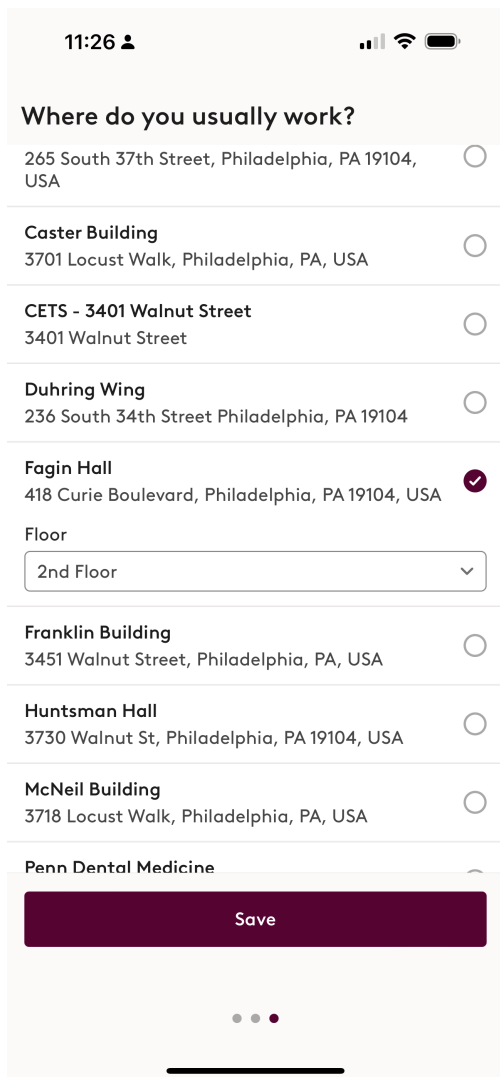 11:26
Where do you usually work?
265 South 37th Street, Philadelphia, PA 19104,
USA
Caster Building
3701 Locust Walk, Philadelphia, PA, USA
CETS - 3401 Walnut Street
3401 Walnut Street
Duhring Wing
236 South 34th Street Philadelphia, PA 19104
Fagin Hall
418 Curie Boulevard, Philadelphia, PA 19104, USA
Floor
2nd Floor
Franklin Building
3451 Walnut Street, Philadelphia, PA, USA
Huntsman Hall
3730 Walnut St, Philadelphia, PA 19104, USA
McNeil Building
3718 Locust Walk, Philadelphia, PA, USA
Penn Dental Medicine
Save